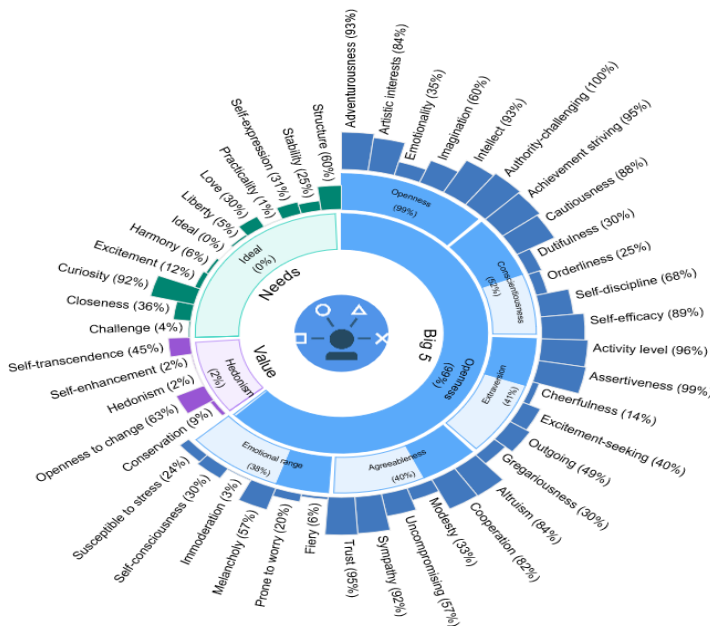 Adventurousness (93%)
Artistic interests (84%)
Emotionality (35%)
Imagination (60%)
Intellect (93%)
Authority-challenging (100%)
Achievement striving (95%)
Cautiousness (88%)
Dutifulness (30%)
Orderliness (25%)
Self-discipline (68%)
Self-efficacy (89%)
Activity level (96%)
Assertiveness (99%)
Cheerfulness (14%)
Excitement-seeking (40%)
Outgoing (49%)
Gregariousness (30%)
Altruism (84%)
Cooperation (82%)
Modesty (33%)
Uncompromising (57%)
Sympathy (92%)
Trust (95%)
Fiery (6%)
Prone to worry (20%)
Melancholy (57%)
Immoderation (3%)
Self-consciousness (30%)
Susceptible to stress (24%)
Conservation (9%)
Openness to change (63%)
Hedonism (2%)
Self-enhancement (2%)
Self-transcendence (45%)
Challenge (4%)
Closeness (36%)
Curiosity (92%)
Excitement (12%)
Harmony (6%)
Ideal (0%)
Liberty (5%)
Love (30%)
Practicality (1%)
Self-expression (31%)
Stability (25%)
Structure (60%)
Openness
(99%)
Conscientiousness
(52%)
Extraversion
(41%)
Agreeableness
(40%)
Emotional range
(38%)
Big 5
Openness
(99%)
Value
Hedonism
(2%)
Needs
Ideal
(0%)